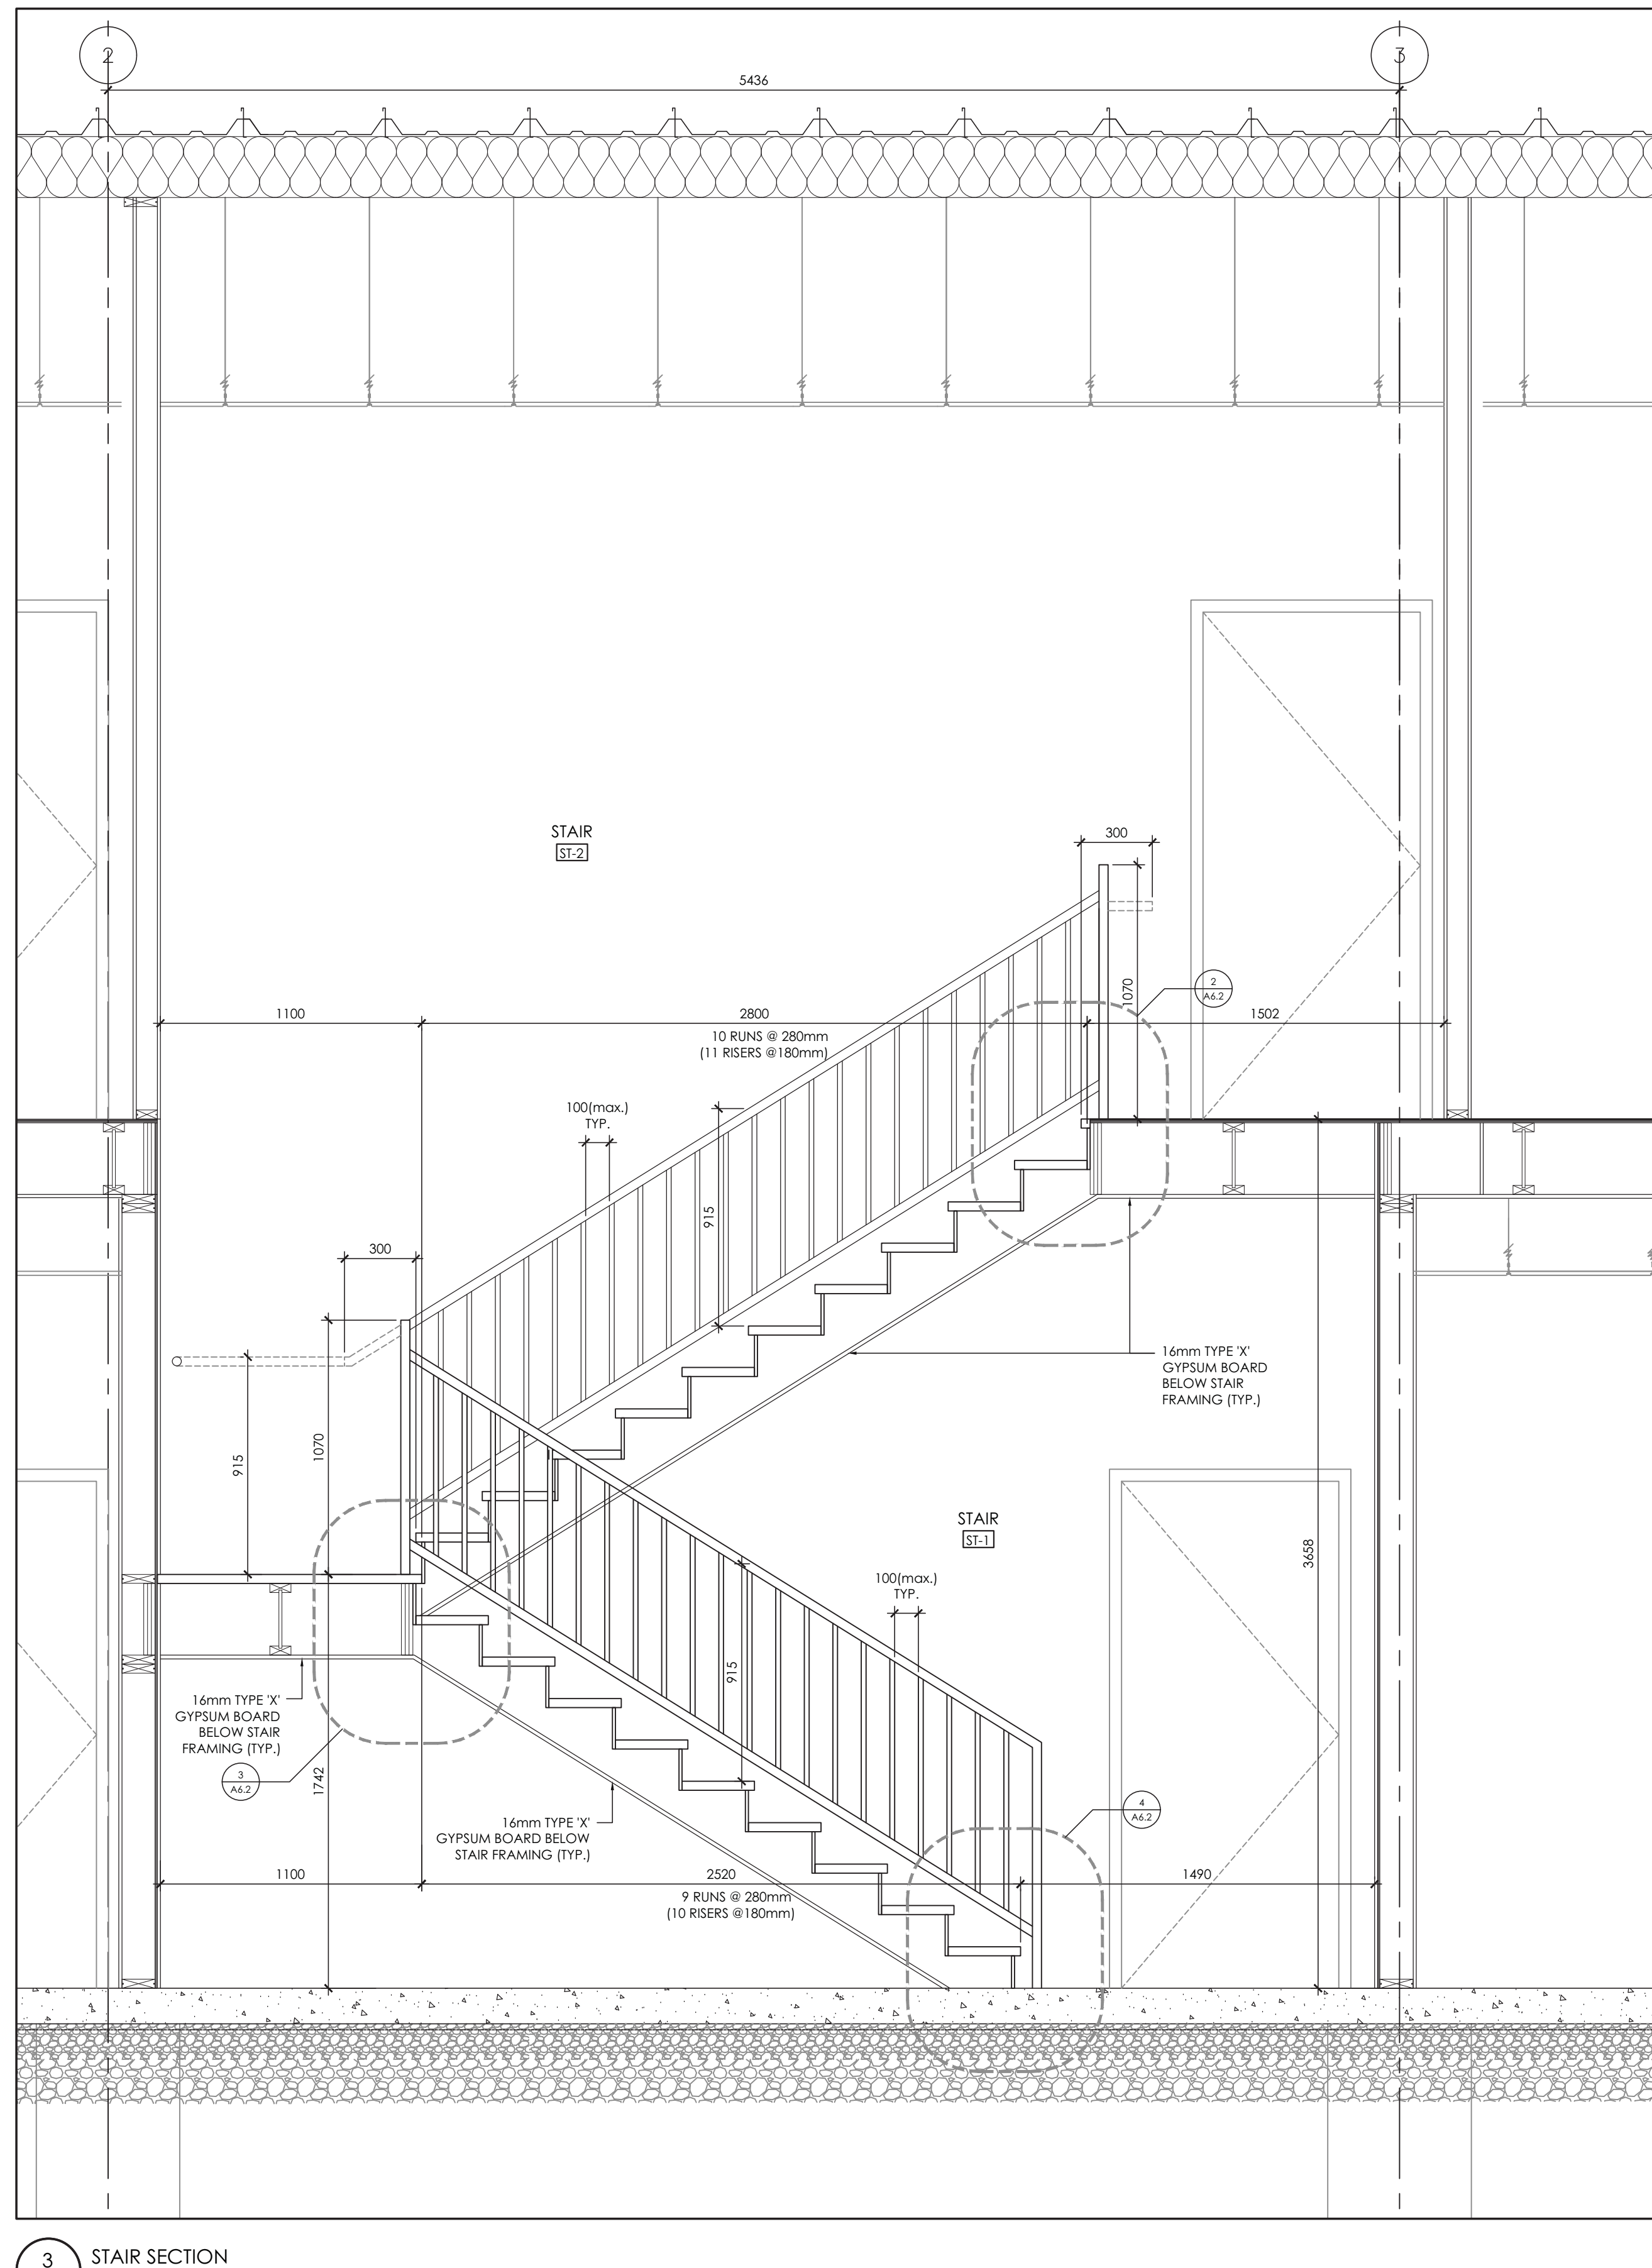 2
3
5436
STAIR
ST-2
300
1070
2
A6.2
1100
2800
1502
10 RUNS @ 280mm
(11 RISERS @180mm)
100(max.)
TYP.
915
300
16mm TYPE 'X'
GYPSUM BOARD
BELOW STAIR
FRAMING (TYP.)
915
1070
STAIR
ST-1
3658
100(max.)
TYP.
915
16mm TYPE 'X'
GYPSUM BOARD
BELOW STAIR
FRAMING (TYP.)
3
A6.2
1742
4
A6.2
16mm TYPE 'X'
GYPSUM BOARD BELOW
STAIR FRAMING (TYP.)
1100
2520
1490
9 RUNS @ 280mm
(10 RISERS @180mm)
3
STAIR SECTION